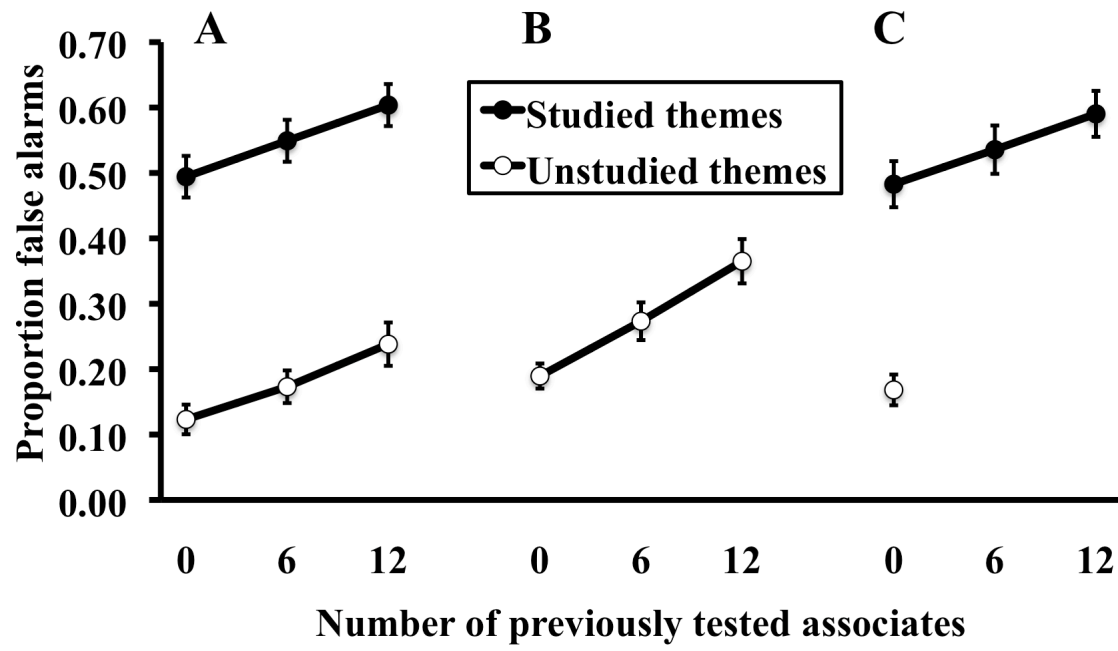 A B C
Proportion false alarms
0.70
0.60
0.50
0.40
0.30
0.20
0.10
0.00
Studied themes
Unstudied themes
0 6 12 0 6 12 0 6 12
Number of previously tested associates